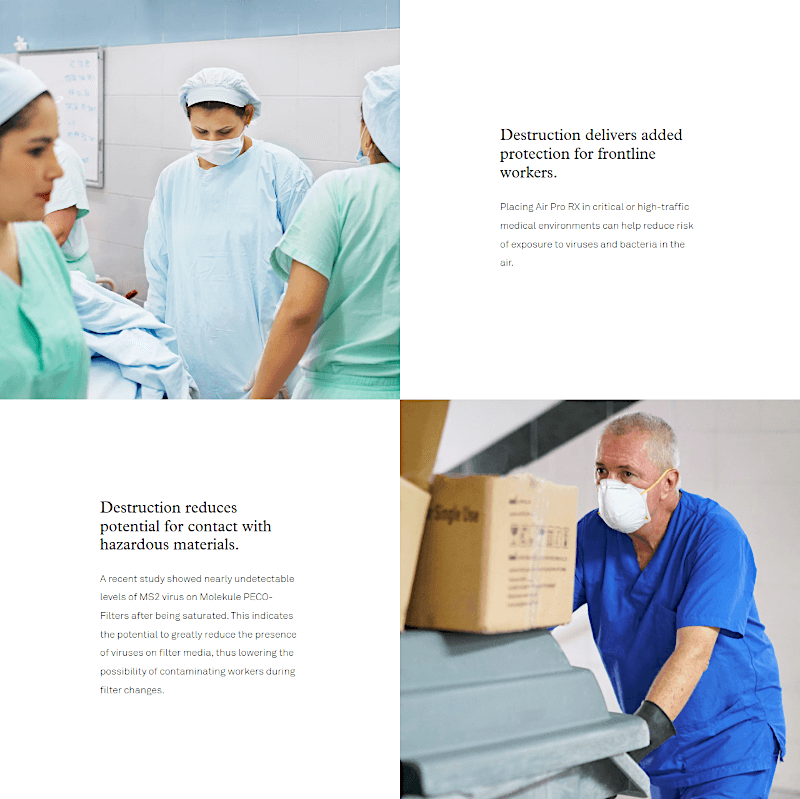 Destruction delivers added
protection for frontline
workers.
Placing Air Pro RX in critical or high-traffic
medical environments can help reduce risk
of exposure to viruses and bacteria in the
air.
Single Use
Destruction reduces
potential for contact with
hazardous materials.
A recent study showed nearly undetectable
levels of MS2 virus on Molekule PECO-
Filters after being saturated. This indicates
the potential to greatly reduce the presence
of viruses on filter media, thus lowering the
possibility of contaminating workers during
filter changes.